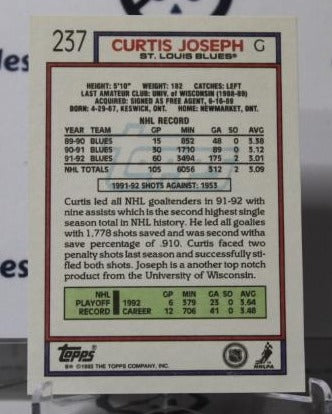 237 CURTIS JOSEPH G
ST. LOUIS BLUES®
HEIGHT: 5'10" WEIGHT: 182 CATCHES: LEFT
LAST AMATEUR CLUB: UNIV. of WISCONSIN (1988-89)
ACQUIRED: SIGNED AS FREE AGENT, 6-16-89
BORN: 4-29-67, KESWICK, ONT. HOME: NEWMARKET, ONT.
NHL RECORD
YEAR TEAM GP MIN GA SO AVG
89-90 BLUES 15 852 48 0 3.38
90-91 BLUES 30 1710 89 0 3.12
91-92 BLUES 60 3494 175 2 3.01
NHL TOTALS 105 6056 312 2 3.09
1991-92 SHOTS AGAINST: 1953
Curtis led all NHL goaltenders in 91-92 with
nine assists which is the second highest single
season total in NHL history. He led all goalies
with 1,778 shots saved and was second with a
save percentage of .910. Curtis faced two
penalty shots last season and successfully sti-
fled both shots. Joseph is another top notch
product from the University of Wisconsin.
NHL GP MIN GA SO AVG
PLAYOFF 1992 6 379 23 0 3.64
RECORD CAREER 12 706 41 0 3.48
Topps
® © 1992 THE TOPPS COMPANY, INC.
NHL
NHLPA